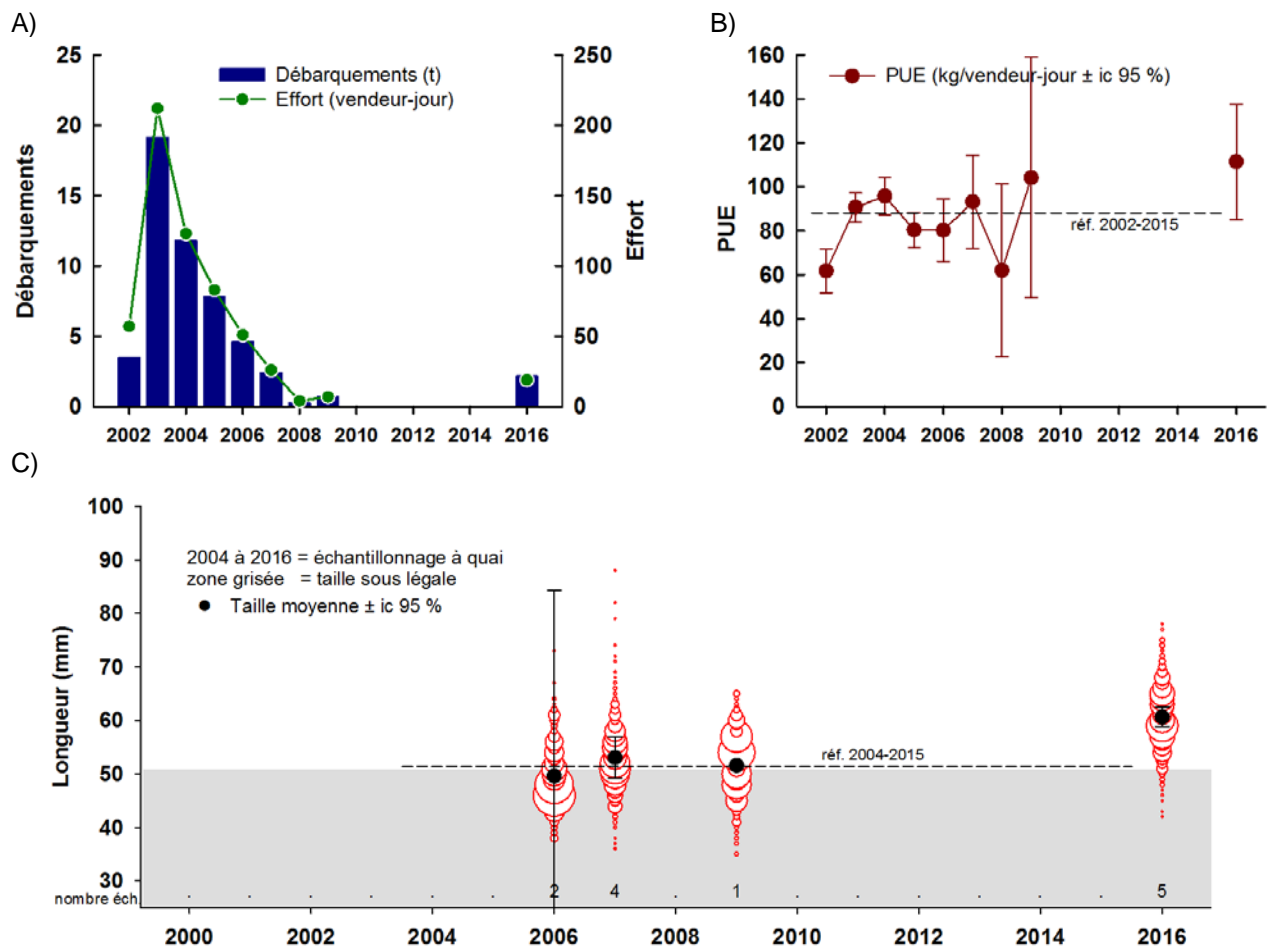 A)
25
20
15
10
5
0
Débarquements
Débarquements (t)
Effort (vendeur-jour)
250
200
150
100
50
0
Effort
2002 2004 2006 2008 2010 2012 2014 2016
B)
160
140
120
100
80
60
40
20
0
PUE
PUE (kg/vendeur-jour ± ic 95 %)
réf. 2002-2015
2002 2004 2006 2008 2010 2012 2014 2016
C)
100
90
80
70
60
50
40
30
Longueur (mm)
2004 à 2016 = échantillonnage à quai
zone grisée = taille sous légale
Taille moyenne ± ic 95 %
réf. 2004-2015
nombre éch. . . . 2 4 . 1 . . . . . . 5
2000 2002 2004 2006 2008 2010 2012 2014 2016